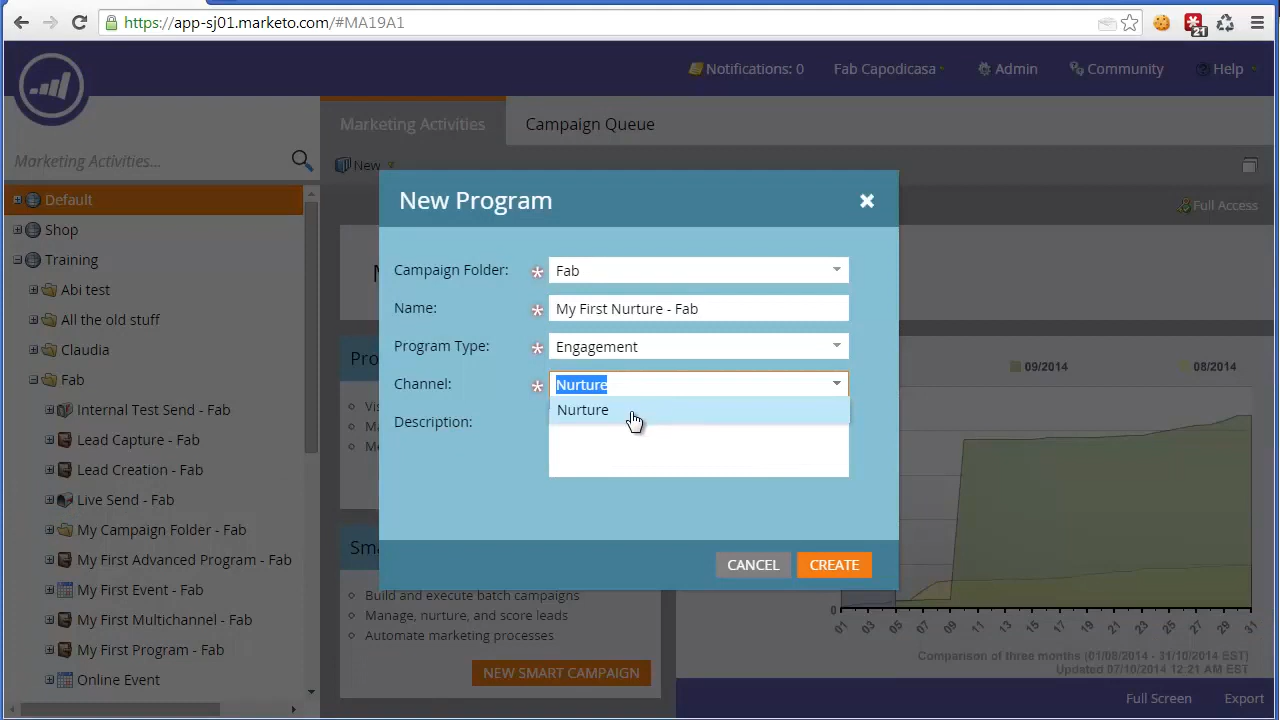 https://app-sj01.marketo.com/#MA19A1
21
Notifications: 0
Fab Capodicasa
Admin
Community
Help
Marketing Activities...
Marketing Activities
Campaign Queue
New
Full Access
Default
Shop
Training
Abi test
All the old stuff
Claudia
Fab
Internal Test Send - Fab
Lead Capture - Fab
Lead Creation - Fab
Live Send - Fab
My Campaign Folder - Fab
My First Advanced Program - Fab
My First Event - Fab
My First Multichannel - Fab
My First Program - Fab
Online Event
New Program
Campaign Folder:
Fab
Name:
My First Nurture - Fab
Program Type:
Engagement
Channel:
Nurture
Nurture
Description:
CANCEL
CREATE
Build and execute batch campaigns
Manage, nurture, and score leads
Automate marketing processes
NEW SMART CAMPAIGN
09/2014
08/2014
0
01 03 05 07 09 11 13 15 17 19 21 23 25 27 29 31
Comparison of three months (01/08/2014 - 31/10/2014 EST)
Updated 07/10/2014 12:21 AM EST
Full Screen
Export